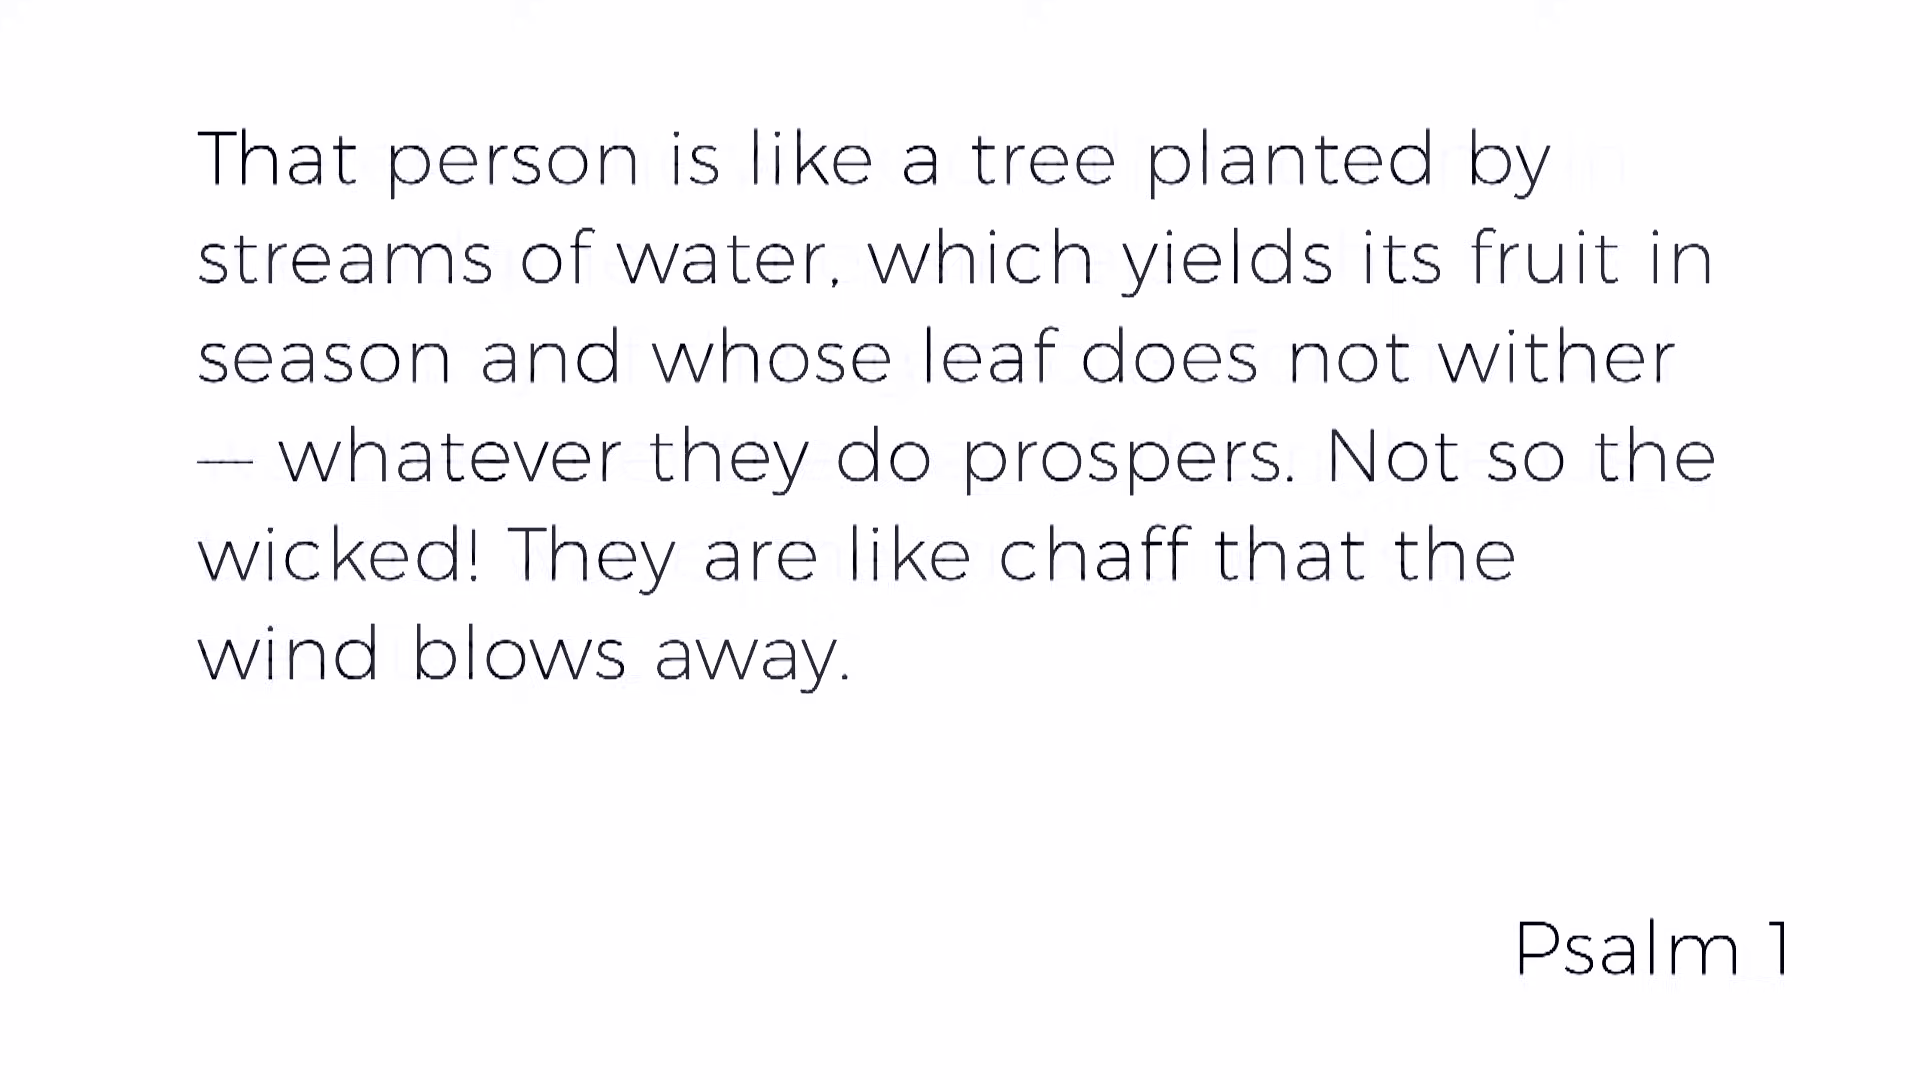 That person is like a tree planted by
streams of water, which yields its fruit in
season and whose leaf does not wither
— whatever they do prospers. Not so the
wicked! They are like chaff that the
wind blows away.
Psalm 1